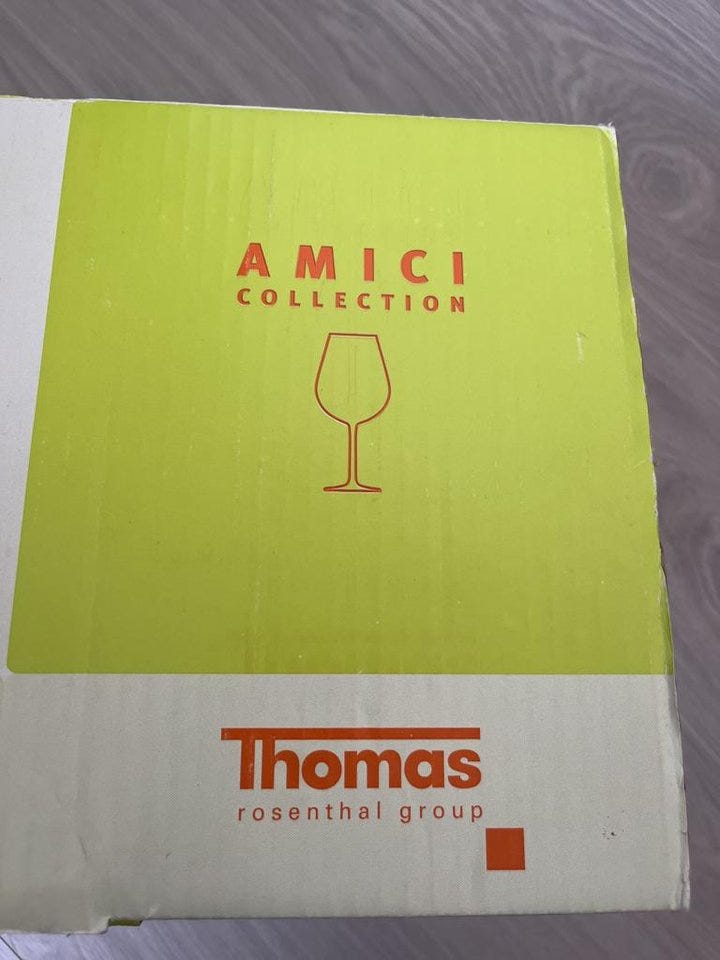 AMICI
COLLECTION
Thomas
rosenthal group